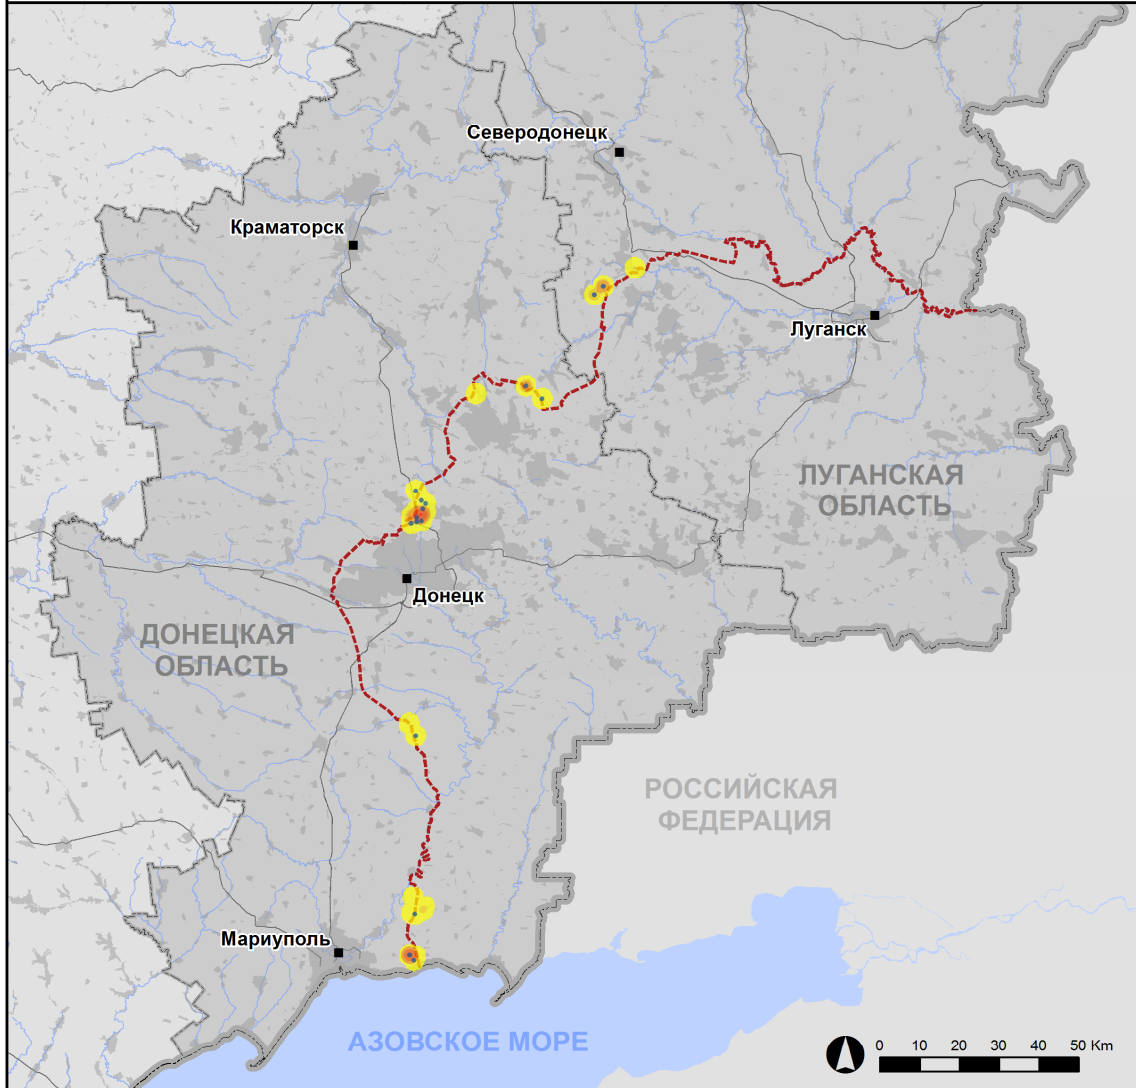 Северодонецк
Краматорск
Луганск
ЛУГАНСКАЯ
ОБЛАСТЬ
Донецк
ДОНЕЦКАЯ
ОБЛАСТЬ
РОССИЙСКАЯ
ФЕДЕРАЦИЯ
Мариуполь
АЗОВСКОЕ МОРЕ
0 10 20 30 40 50 Km